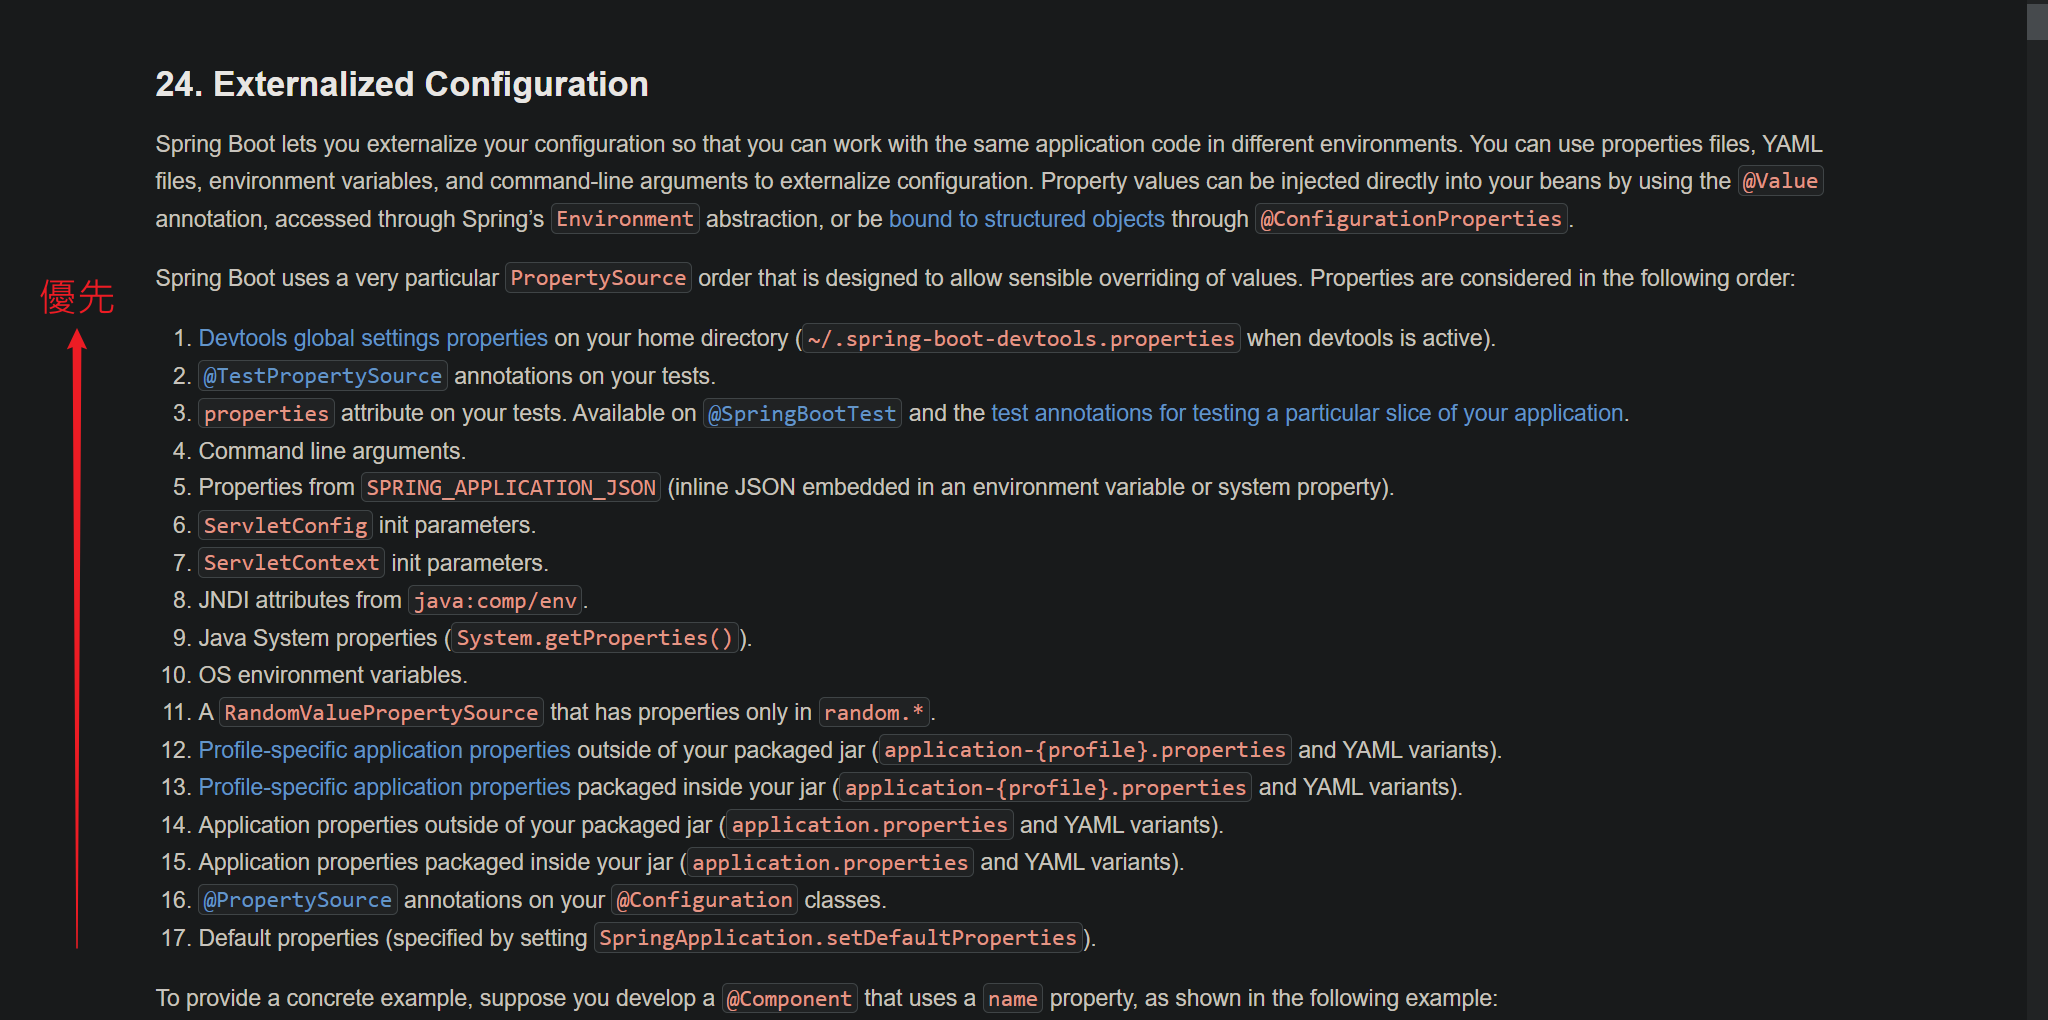 24. Externalized Configuration
Spring Boot lets you externalize your configuration so that you can work with the same application code in different environments. You can use properties files, YAML
files, environment variables, and command-line arguments to externalize configuration. Property values can be injected directly into your beans by using the @Value
annotation, accessed through Spring’s Environment abstraction, or be bound to structured objects through @ConfigurationProperties.
優先
Spring Boot uses a very particular PropertySource order that is designed to allow sensible overriding of values. Properties are considered in the following order:
1. Devtools global settings properties on your home directory (~/.spring-boot-devtools.properties when devtools is active).
2. @TestPropertySource annotations on your tests.
3. properties attribute on your tests. Available on @SpringBootTest and the test annotations for testing a particular slice of your application.
4. Command line arguments.
5. Properties from SPRING_APPLICATION_JSON (inline JSON embedded in an environment variable or system property).
6. ServletConfig init parameters.
7. ServletContext init parameters.
8. JNDI attributes from java:comp/env.
9. Java System properties (System.getProperties()).
10. OS environment variables.
11. A RandomValuePropertySource that has properties only in random.*.
12. Profile-specific application properties outside of your packaged jar (application-{profile}.properties and YAML variants).
13. Profile-specific application properties packaged inside your jar (application-{profile}.properties and YAML variants).
14. Application properties outside of your packaged jar (application.properties and YAML variants).
15. Application properties packaged inside your jar (application.properties and YAML variants).
16. @PropertySource annotations on your @Configuration classes.
17. Default properties (specified by setting SpringApplication.setDefaultProperties).
To provide a concrete example, suppose you develop a @Component that uses a name property, as shown in the following example: